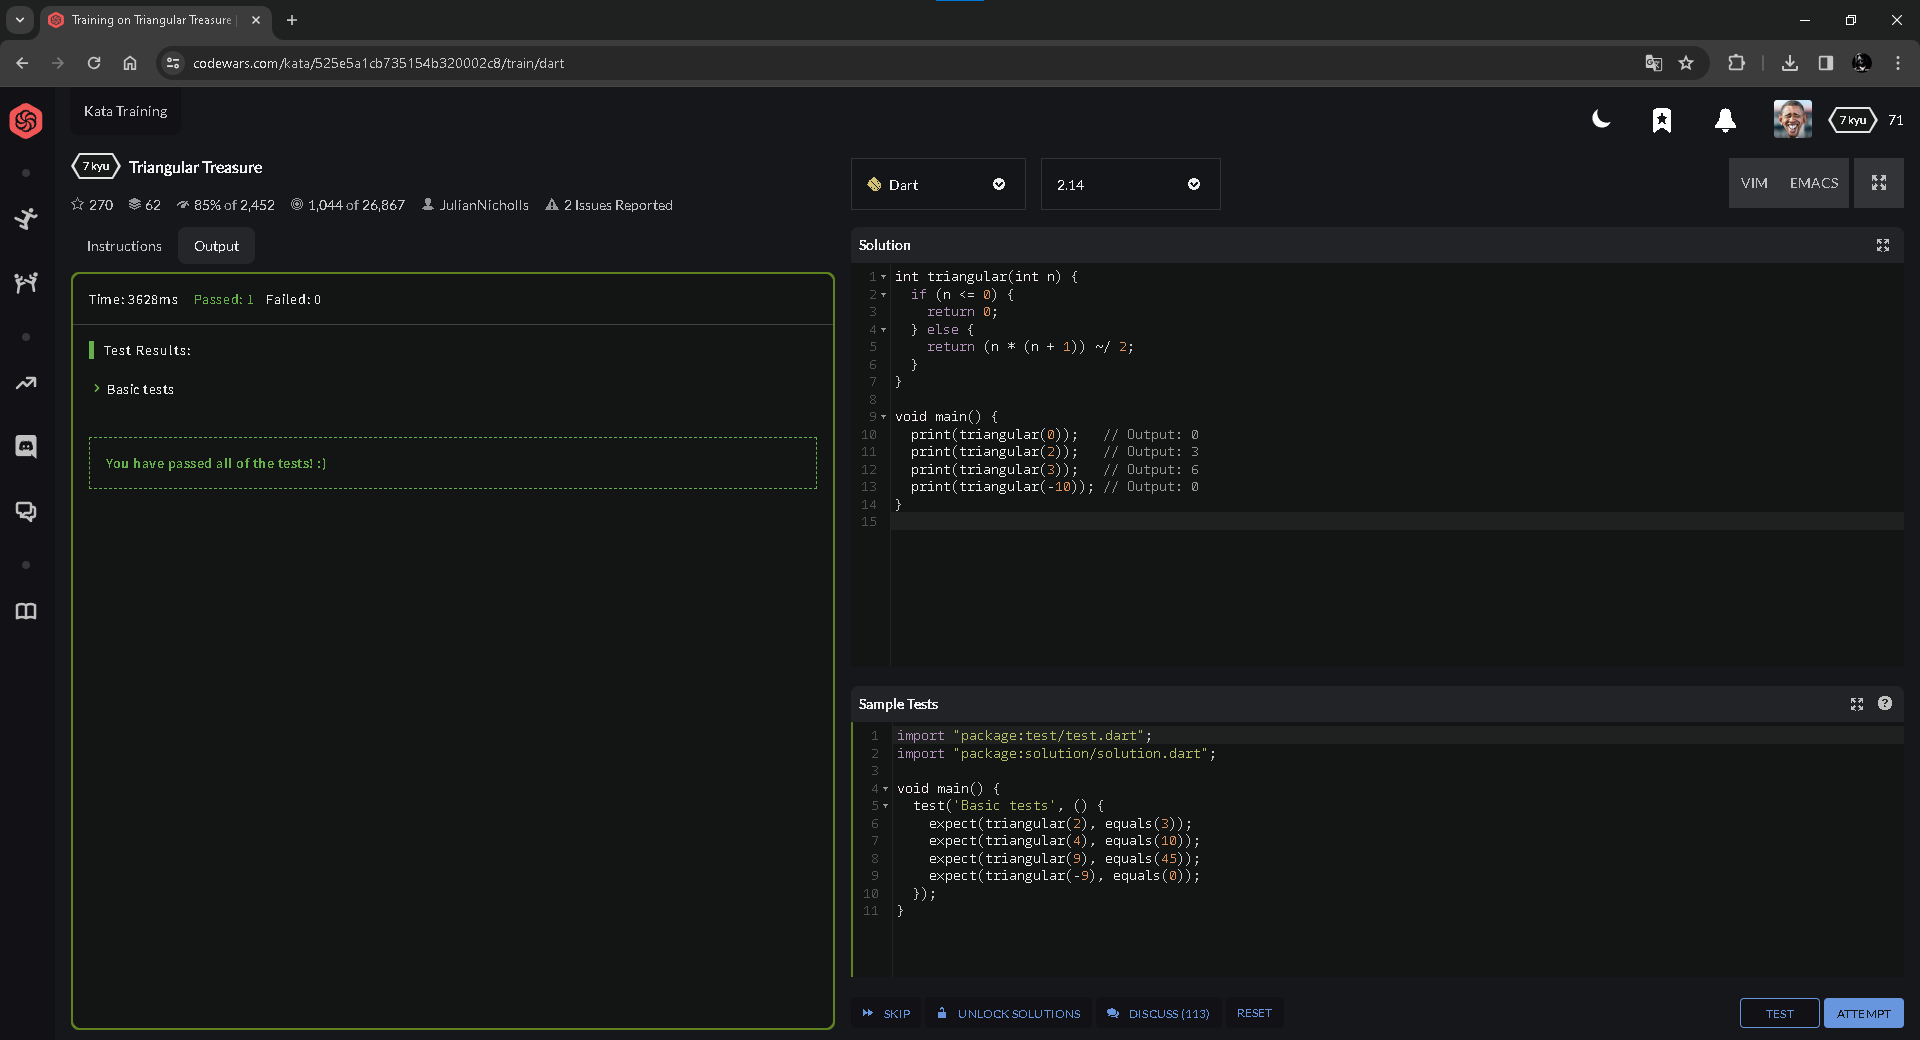 Training on Triangular Treasure
codewars.com/kata/525e5a1cb735154b320002c8/train/dart
Kata Training
7 kyu
71
7 kyu
Triangular Treasure
270
62
85% of 2,452
1,044 of 26,867
JulianNicholls
2 Issues Reported
Instructions
Output
Time: 3628ms Passed: 1 Failed: 0
Test Results:
Basic tests
You have passed all of the tests! :)
Dart
2.14
VIM
EMACS
Solution
1 int triangular(int n) {
2   if (n <= 0) {
3     return 0;
4   } else {
5     return (n * (n + 1)) ~/ 2;
6   }
7 }
8
9 void main() {
10   print(triangular(0));   // Output: 0
11   print(triangular(2));   // Output: 3
12   print(triangular(3));   // Output: 6
13   print(triangular(-10)); // Output: 0
14 }
15
Sample Tests
1 import "package:test/test.dart";
2 import "package:solution/solution.dart";
3
4 void main() {
5   test('Basic tests', () {
6     expect(triangular(2), equals(3));
7     expect(triangular(4), equals(10));
8     expect(triangular(9), equals(45));
9     expect(triangular(-9), equals(0));
10   });
11 }
SKIP
UNLOCK SOLUTIONS
DISCUSS (113)
RESET
TEST
ATTEMPT